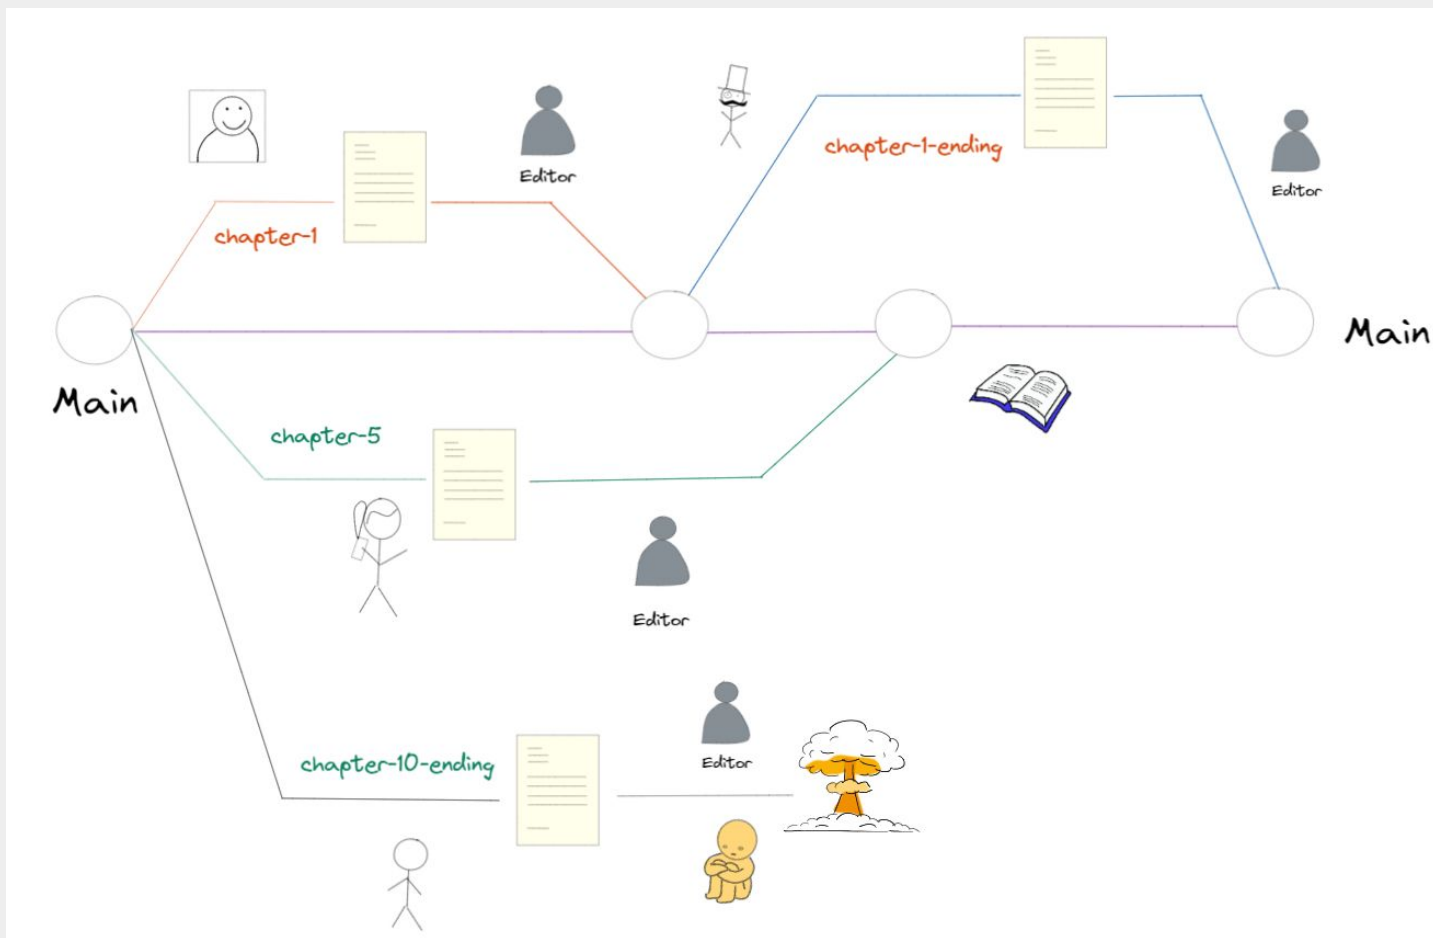 Editor
chapter-1-ending
Editor
chapter-1
Main
Main
chapter-5
Editor
chapter-10-ending
Editor